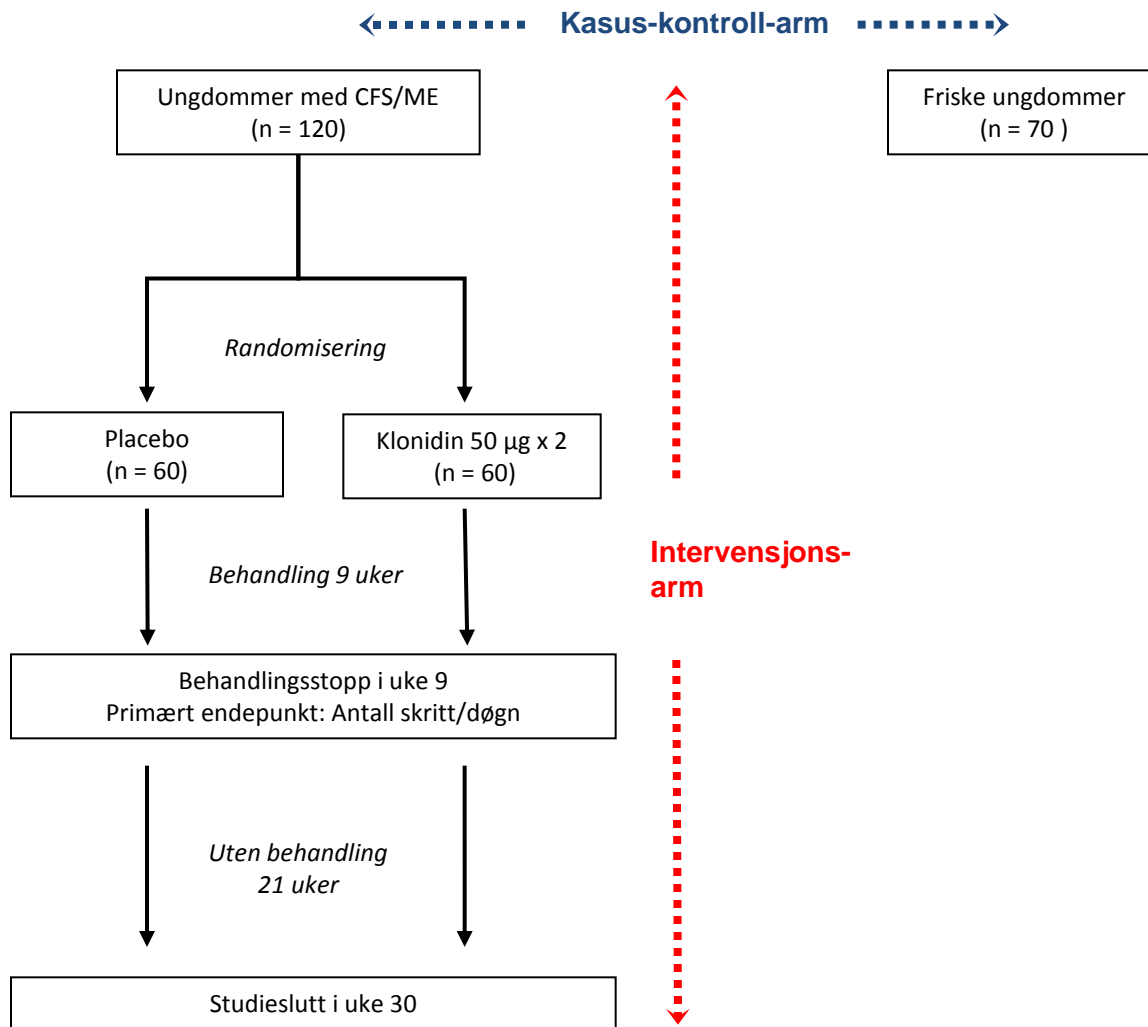 Kasus-kontroll-arm
Ungdommer med CFS/ME
(n = 120)
Friske ungdommer
(n = 70 )
Randomisering
Placebo
(n = 60)
Klonidin 50 µg x 2
(n = 60)
Behandling 9 uker
Intervensjons-
arm
Behandlingsstopp i uke 9
Primært endepunkt: Antall skritt/døgn
Uten behandling
21 uker
Studieslutt i uke 30